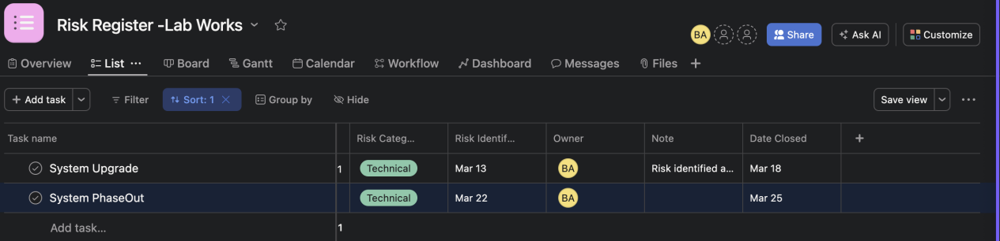 Risk Register -Lab Works
BA
Share
Ask AI
Customize
Overview
List
Board
Gantt
Calendar
Workflow
Dashboard
Messages
Files
Add task
Filter
Sort: 1
Group by
Hide
Save view
Task name
Risk Categ...
Risk Identif...
Owner
Note
Date Closed
System Upgrade
1
Technical
Mar 13
BA
Risk identified a...
Mar 18
System PhaseOut
Technical
Mar 22
BA
Mar 25
Add task...
1